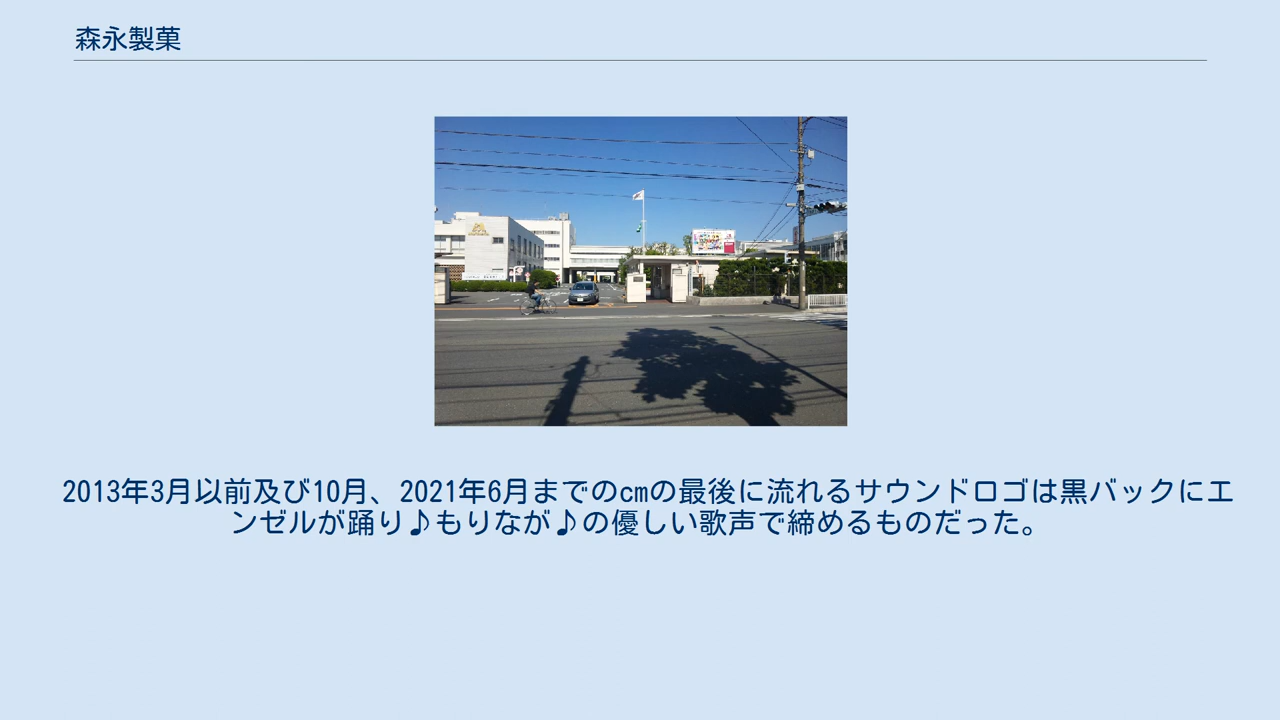 森永製菓
2013年3月以前及び10月、2021年6月までのcmの最後に流れるサウンドロゴは黒バックにエ
ンゼルが踊り♪もりなが♪の優しい歌声で締めるものだった。